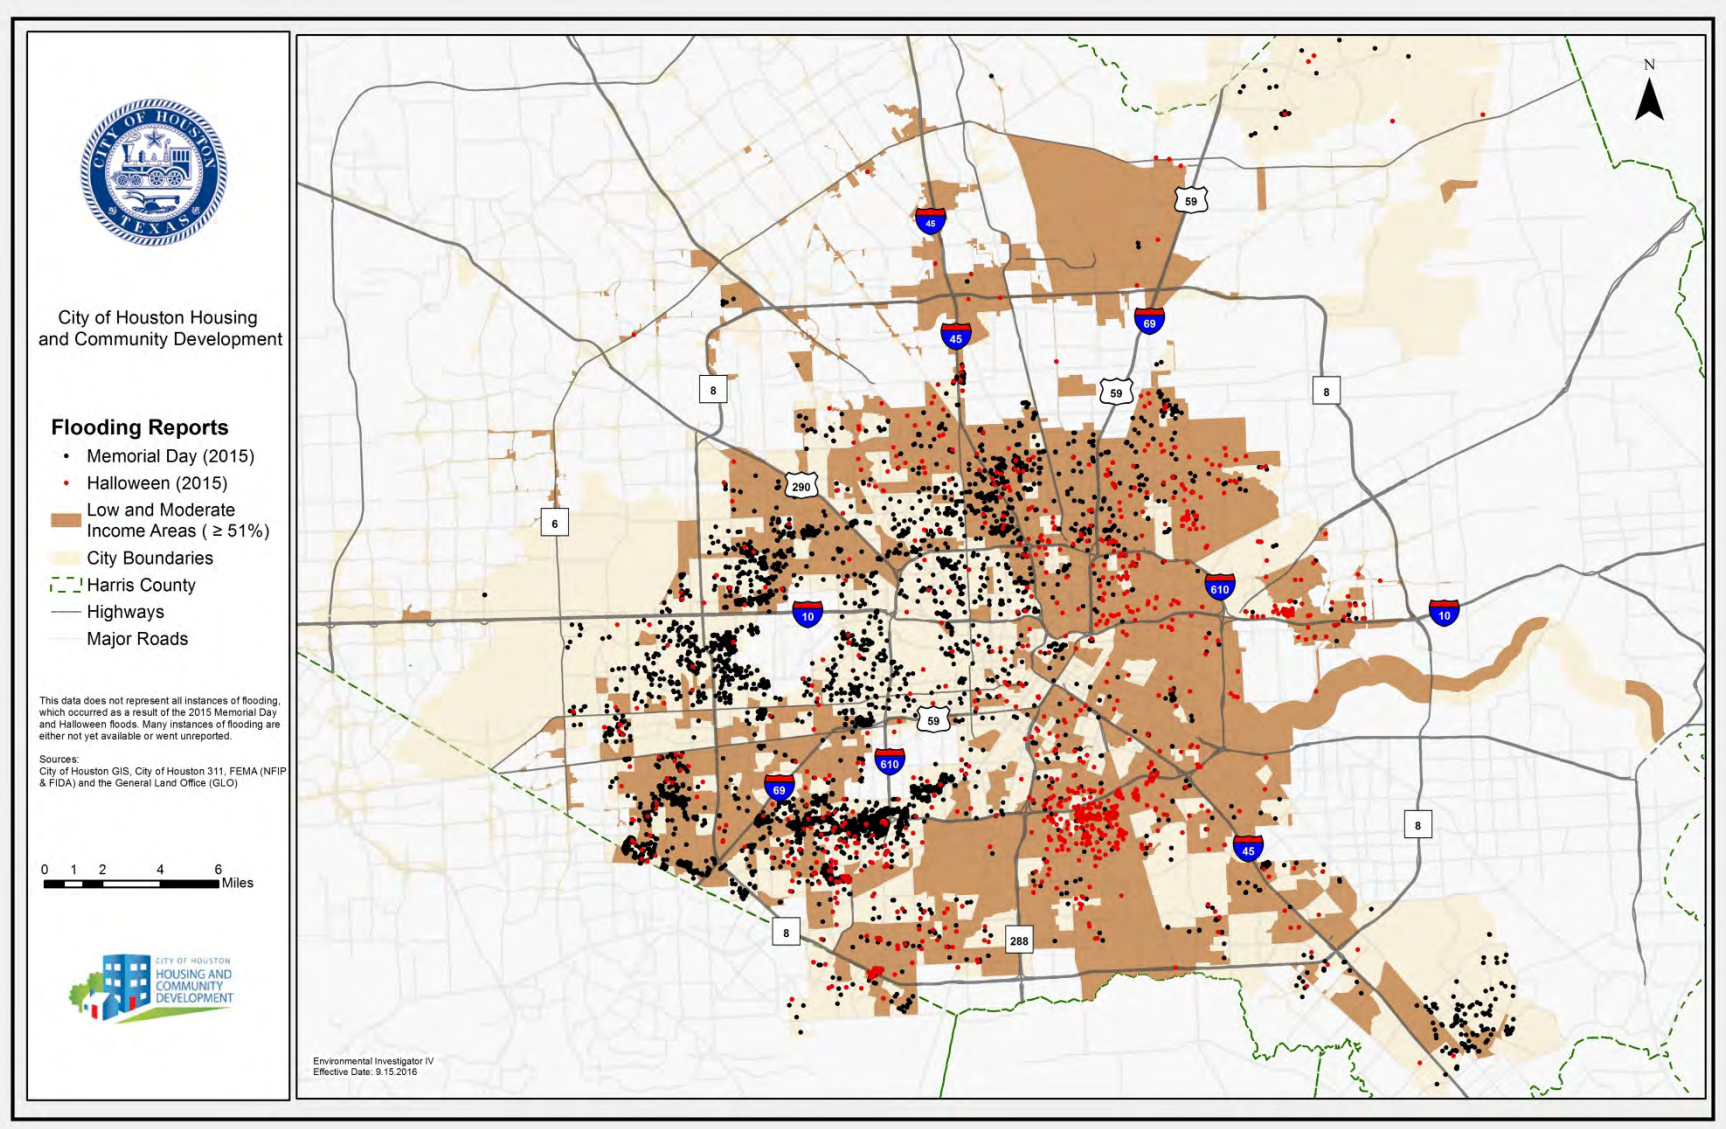 CITY OF HOUSTON
TEXAS
City of Houston Housing
and Community Development
Flooding Reports
Memorial Day (2015)
Halloween (2015)
Low and Moderate
Income Areas ( ≥ 51%)
City Boundaries
Harris County
Highways
Major Roads
This data does not represent all instances of flooding,
which occurred as a result of the 2015 Memorial Day
and Halloween floods. Many instances of flooding are
either not yet available or went unreported.
Sources:
City of Houston GIS, City of Houston 311, FEMA (NFIP
& FIDA) and the General Land Office (GLO)
0 1 2 4 6
Miles
CITY OF HOUSTON
HOUSING AND
COMMUNITY
DEVELOPMENT
N
59
45
69
45
8
59
8
290
6
610
10
10
59
610
69
8
45
8
288
Environmental Investigator IV
Effective Date: 9.15.2016